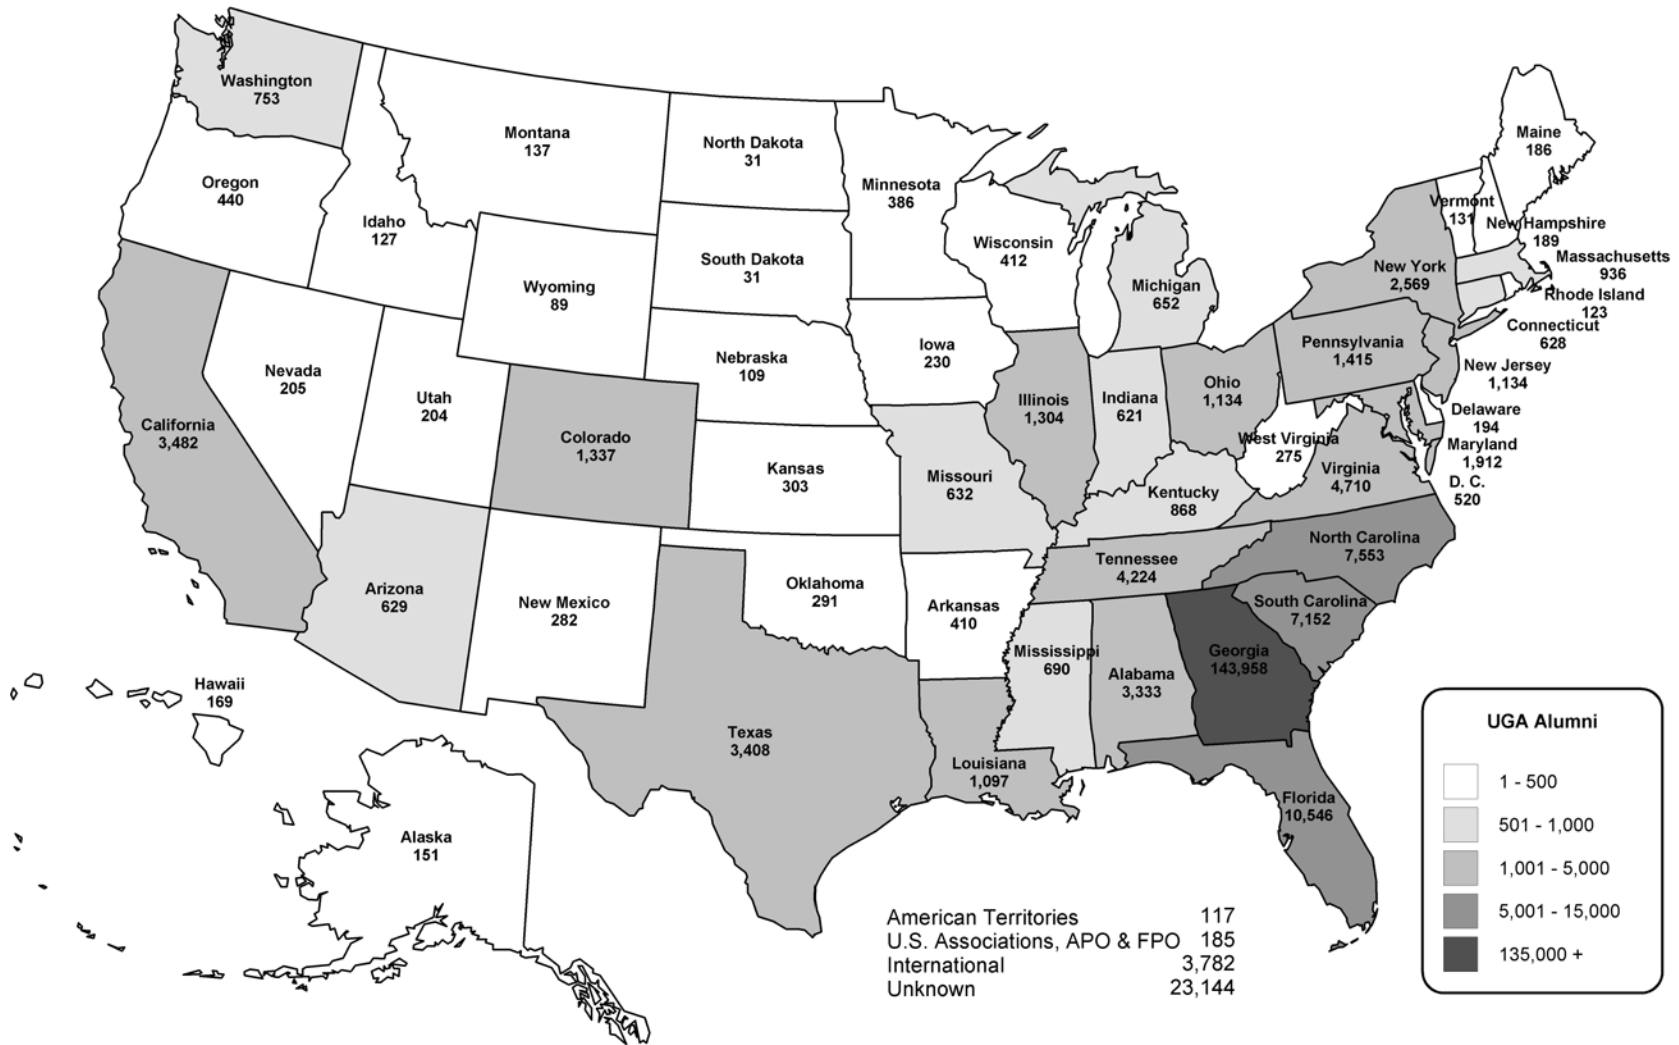 Washington
753
Oregon
440
California
3,482
Idaho
127
Nevada
205
Montana
137
Wyoming
89
Utah
204
Colorado
1,337
Arizona
629
New Mexico
282
North Dakota
31
South Dakota
31
Nebraska
109
Kansas
303
Oklahoma
291
Texas
3,408
Minnesota
386
Iowa
230
Missouri
632
Arkansas
410
Louisiana
1,097
Wisconsin
412
Illinois
1,304
Michigan
652
Indiana
621
Ohio
1,134
Kentucky
868
Tennessee
4,224
Mississippi
690
Alabama
3,333
Georgia
143,958
Florida
10,546
South Carolina
7,152
North Carolina
7,553
Virginia
4,710
West Virginia
275
Pennsylvania
1,415
New York
2,569
Vermont
131
Maine
186
New Hampshire
189
Massachusetts
936
Rhode Island
123
Connecticut
628
New Jersey
1,134
Delaware
194
Maryland
1,912
D. C.
520
Hawaii
169
Alaska
151
American Territories 117
U.S. Associations, APO & FPO 185
International 3,782
Unknown 23,144
UGA Alumni
1 - 500
501 - 1,000
1,001 - 5,000
5,001 - 15,000
135,000 +